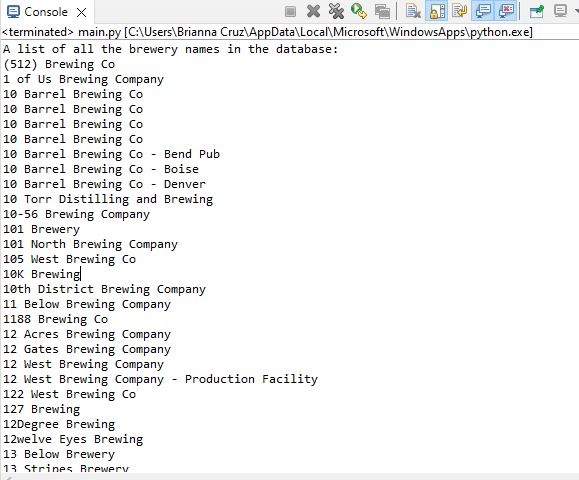 Console
<terminated> main.py [C:\Users\Brianna Cruz\AppData\Local\Microsoft\WindowsApps\python.exe]
A list of all the brewery names in the database:
(512) Brewing Co
1 of Us Brewing Company
10 Barrel Brewing Co
10 Barrel Brewing Co
10 Barrel Brewing Co
10 Barrel Brewing Co
10 Barrel Brewing Co - Bend Pub
10 Barrel Brewing Co - Boise
10 Barrel Brewing Co - Denver
10 Torr Distilling and Brewing
10-56 Brewing Company
101 Brewery
101 North Brewing Company
105 West Brewing Co
10K Brewing
10th District Brewing Company
11 Below Brewing Company
1188 Brewing Co
12 Acres Brewing Company
12 Gates Brewing Company
12 West Brewing Company
12 West Brewing Company - Production Facility
122 West Brewing Co
127 Brewing
12Degree Brewing
12welve Eyes Brewing
13 Below Brewery
13 Stripes Brewery